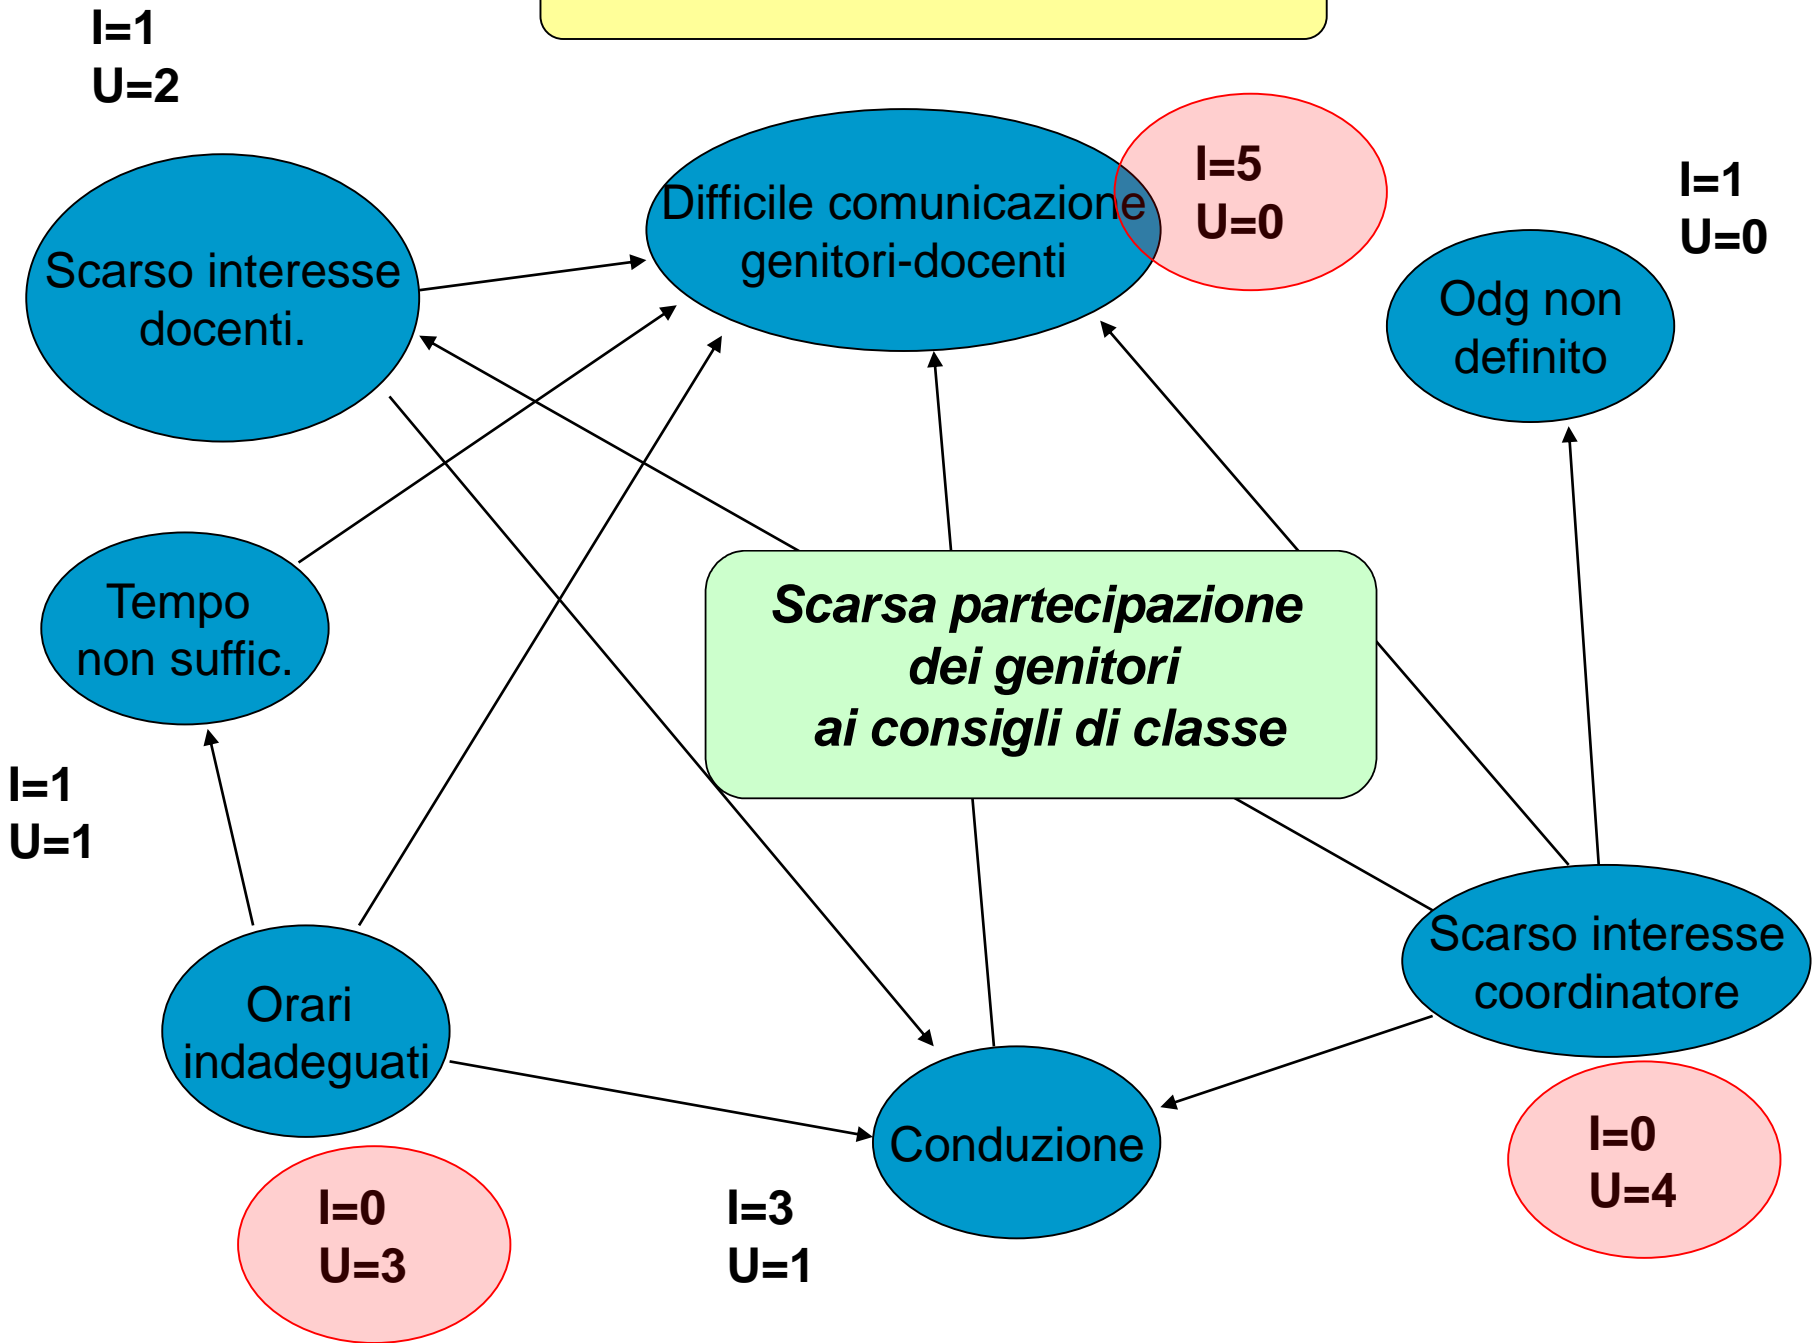 I=1
U=2
Difficile comunicazione
genitori-docenti
I=5
U=0
I=1
U=0
Scarso interesse
docenti.
Odg non
definito
Tempo
non suffic.
Scarsa partecipazione
dei genitori
ai consigli di classe
I=1
U=1
Scarso interesse
coordinatore
Orari
indadeguati
Conduzione
I=0
U=4
I=0
U=3
I=3
U=1